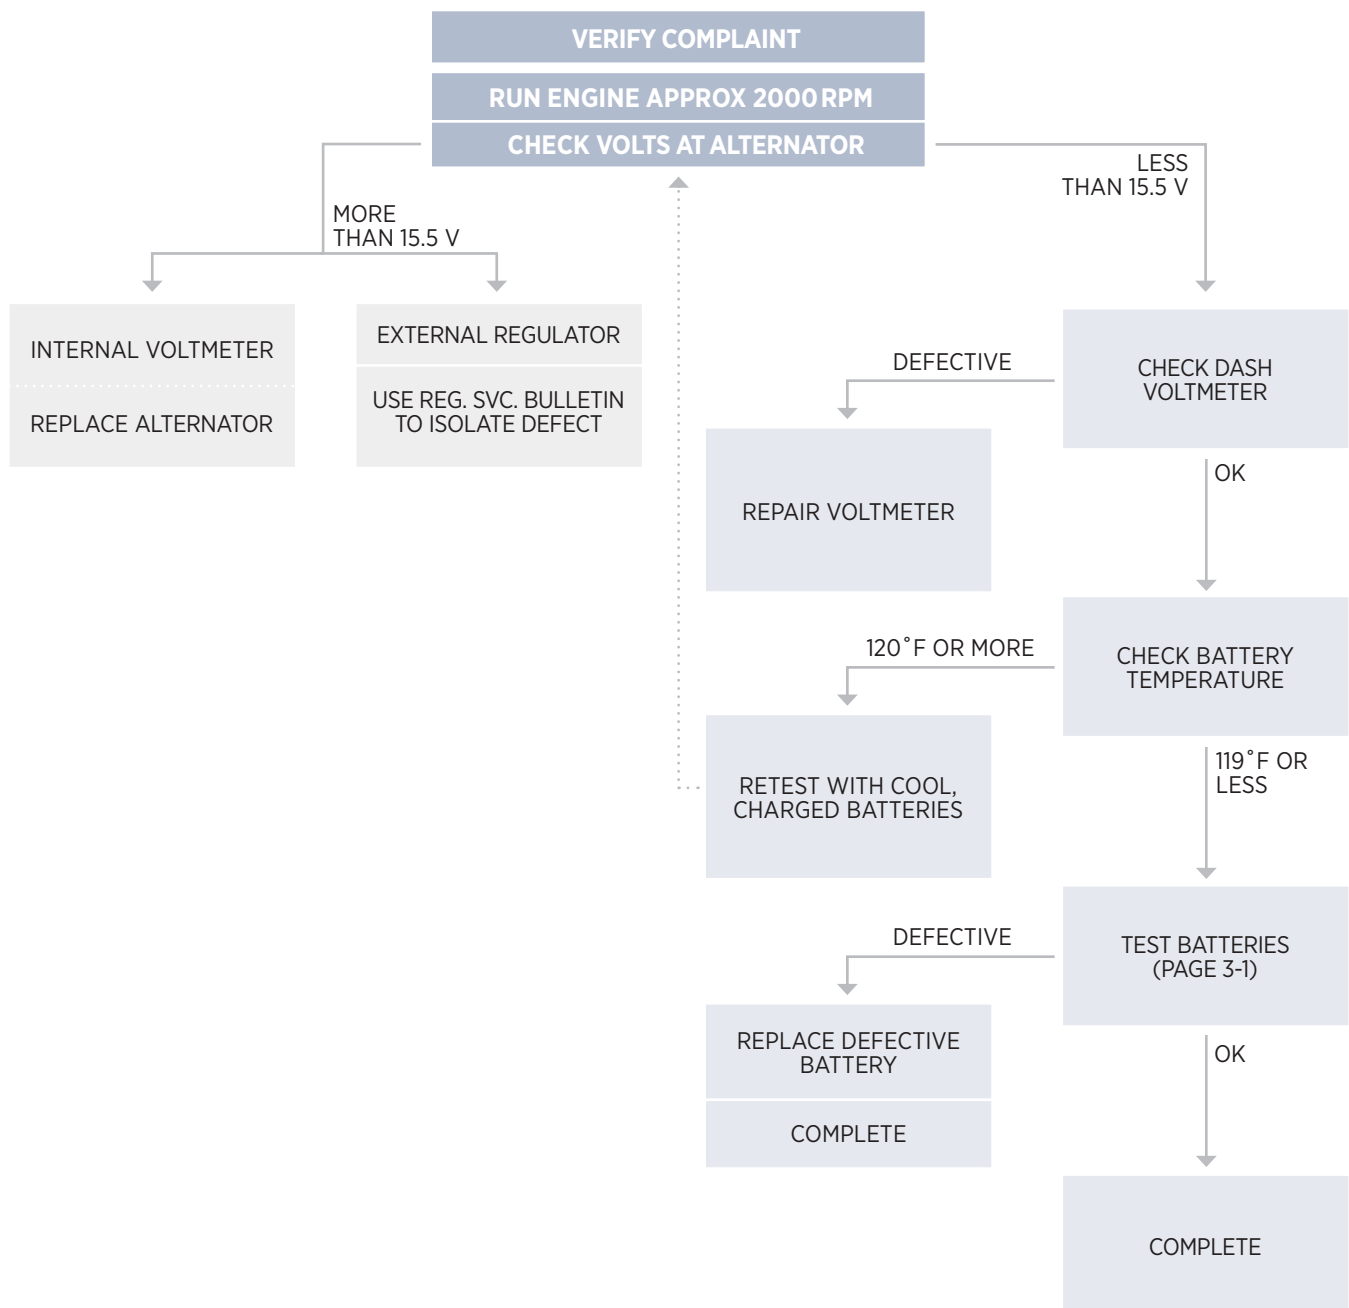 VERIFY COMPLAINT
RUN ENGINE APPROX 2000 RPM
CHECK VOLTS AT ALTERNATOR
LESS
THAN 15.5 V
MORE
THAN 15.5 V
INTERNAL VOLTMETER
REPLACE ALTERNATOR
EXTERNAL REGULATOR
USE REG. SVC. BULLETIN
TO ISOLATE DEFECT
CHECK DASH
VOLTMETER
DEFECTIVE
REPAIR VOLTMETER
OK
CHECK BATTERY
TEMPERATURE
120°F OR MORE
RETEST WITH COOL,
CHARGED BATTERIES
119°F OR
LESS
TEST BATTERIES
(PAGE 3-1)
DEFECTIVE
REPLACE DEFECTIVE
BATTERY
COMPLETE
OK
COMPLETE